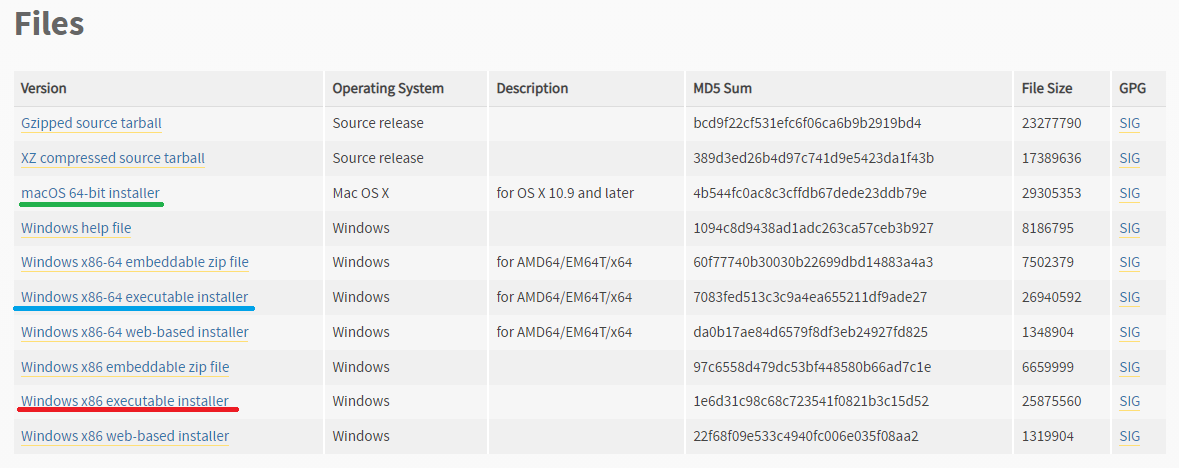 Files
Version Operating System Description MD5 Sum File Size GPG
Gzipped source tarball Source release bcd9f22cf531efc6f06ca6b9b2919bd4 23277790 SIG
XZ compressed source tarball Source release 389d3ed26b4d97c741d9e5423da1f43b 17389636 SIG
macOS 64-bit installer Mac OS X for OS X 10.9 and later 4b544fc0ac8c3cffdb67dede23ddb79e 29305353 SIG
Windows help file Windows 1094c8d9438ad1adc263ca57ceb3b927 8186795 SIG
Windows x86-64 embeddable zip file Windows for AMD64/EM64T/x64 60f77740b30030b22699dbd14883a4a3 7502379 SIG
Windows x86-64 executable installer Windows for AMD64/EM64T/x64 7083fed513c3c9a4ea655211df9ade27 26940592 SIG
Windows x86-64 web-based installer Windows for AMD64/EM64T/x64 da0b17ae84d6579f8df3eb24927fd825 1348904 SIG
Windows x86 embeddable zip file Windows 97c6558d479dc53bf448580b66ad7c1e 6659999 SIG
Windows x86 executable installer Windows 1e6d31c98c68c723541f0821b3c15d52 25875560 SIG
Windows x86 web-based installer Windows 22f68f09e533c4940fc006e035f08aa2 1319904 SIG